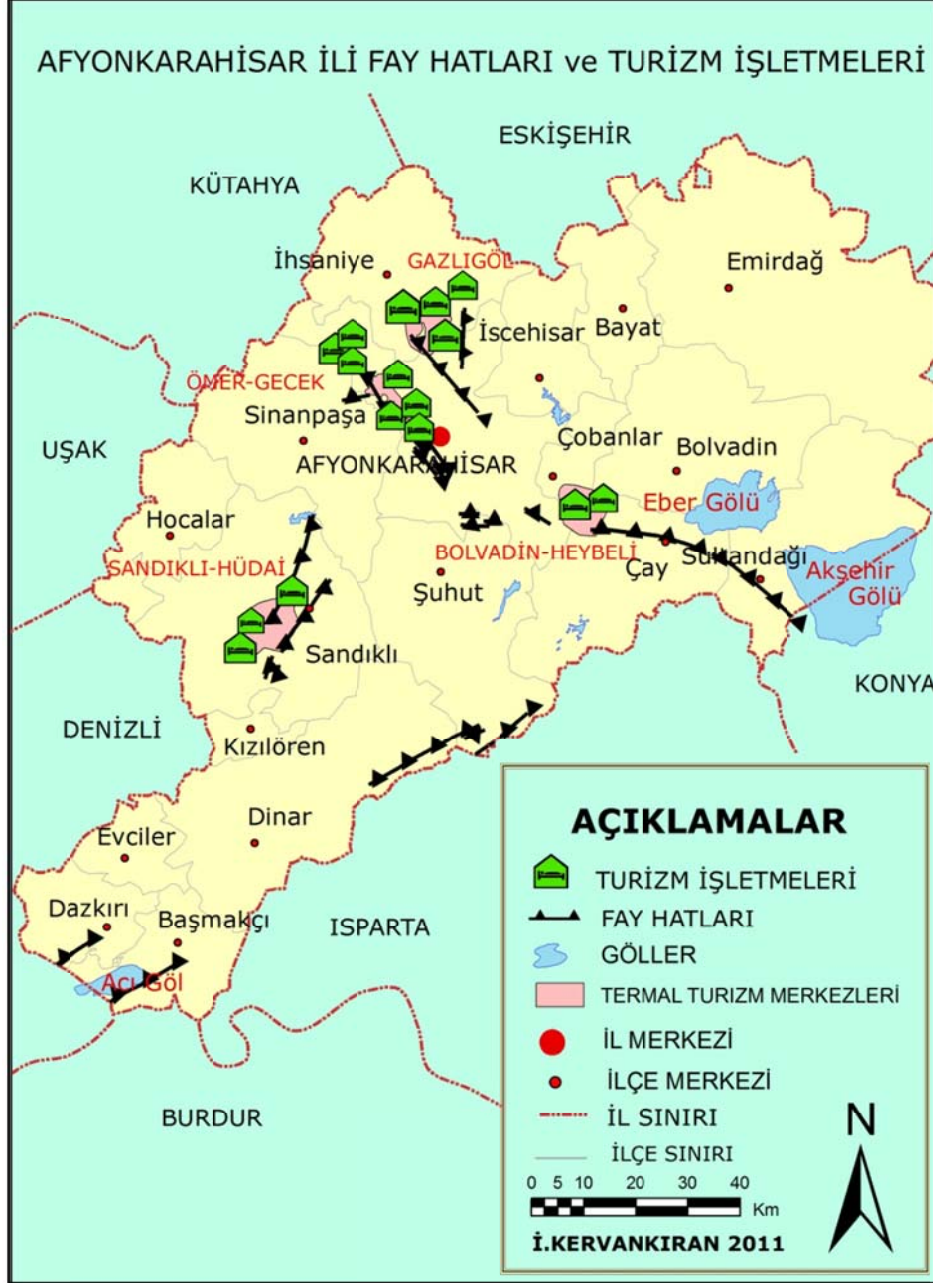 AFYONKARAHİSAR İLİ FAY HATLARI ve TURİZM İŞLETMELERİ
ESKİŞEHİR
KÜTAHYA
İhsaniye
GAZLIGÖL
Emirdağ
İscehisar
Bayat
ÖMER-GECEK
Sinanpaşa
UŞAK
Çobanlar
Bolvadin
AFYONKARAHİSAR
Eber Gölü
Hocalar
SANDIKLI-HÜDAİ
BOLVADİN-HEYBELİ
Çay
Sultandağı
Akşehir
Gölü
Şuhut
Sandıklı
KONYA
DENİZLİ
Kızılören
Dinar
Evciler
Dazkırı
Başmakçı
ISPARTA
Acı Göl
BURDUR
AÇIKLAMALAR
TURİZM İŞLETMELERİ
FAY HATLARI
GÖLLER
TERMAL TURİZM MERKEZLERİ
İL MERKEZİ
İLÇE MERKEZİ
İL SINIRI
İLÇE SINIRI
N
0 5 10 20 30 40
Km
İ.KERVANKIRAN 2011